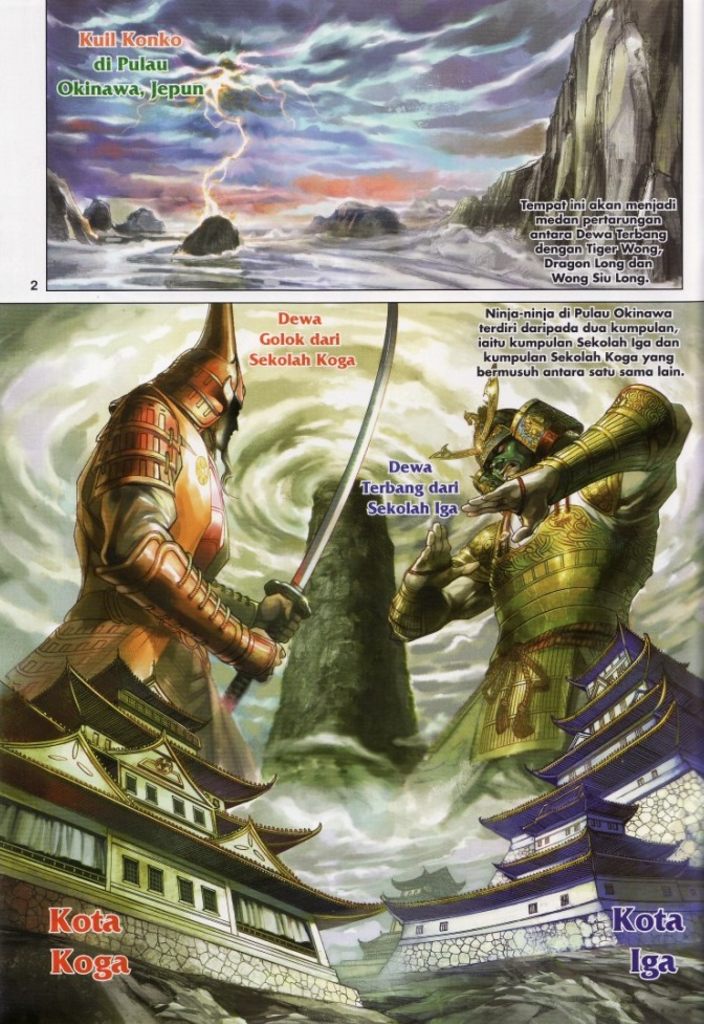 Kuil Konko
di Pulau
Okinawa, Jepun
Tempat ini akan menjadi
medan pertarungan
antara Dewa Terbang
dengan Tiger Wong,
Dragon Long dan
Wong Siu Long.
2
Dewa
Golok dari
Sekolah Koga
Ninja-ninja di Pulau Okinawa
terdiri daripada dua kumpulan,
iaitu kumpulan Sekolah Iga dan
kumpulan Sekolah Koga yang
bermusuh antara satu sama lain.
Dewa
Terbang dari
Sekolah Iga
Kota
Koga
Kota
Iga